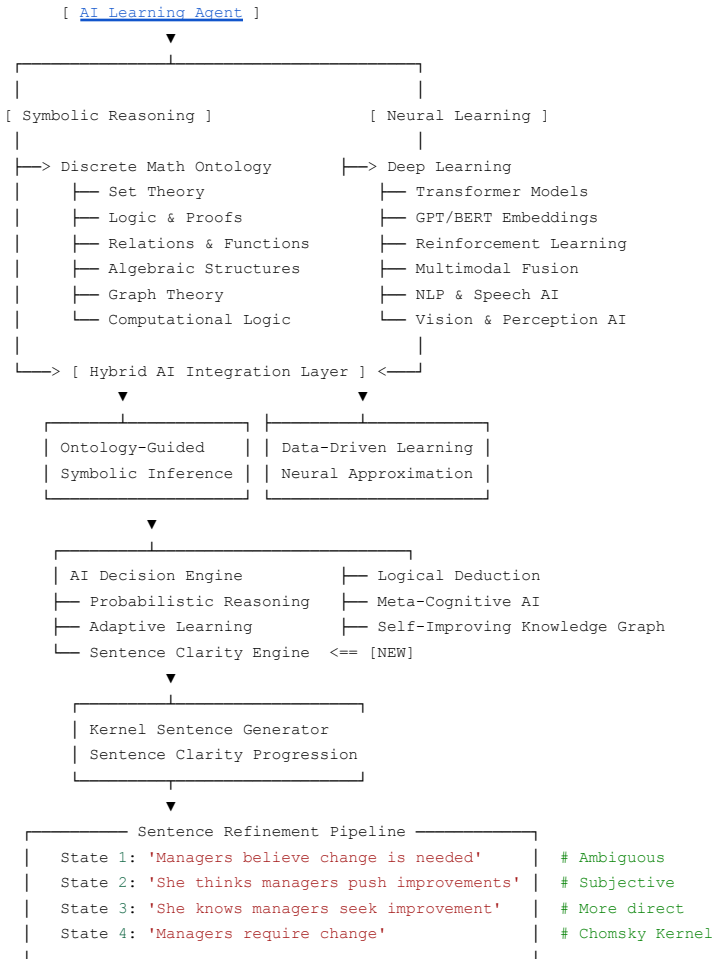 [ AI Learning Agent ]
[ Symbolic Reasoning ] [ Neural Learning ]
Discrete Math Ontology Deep Learning
Set Theory Transformer Models
Logic & Proofs GPT/BERT Embeddings
Relations & Functions Reinforcement Learning
Algebraic Structures Multimodal Fusion
Graph Theory NLP & Speech AI
Computational Logic Vision & Perception AI
[ Hybrid AI Integration Layer ]
Ontology-Guided Data-Driven Learning
Symbolic Inference Neural Approximation
AI Decision Engine Logical Deduction
Probabilistic Reasoning Meta-Cognitive AI
Adaptive Learning Self-Improving Knowledge Graph
Sentence Clarity Engine <== [NEW]
Kernel Sentence Generator
Sentence Clarity Progression
Sentence Refinement Pipeline
State 1: 'Managers believe change is needed' # Ambiguous
State 2: 'She thinks managers push improvements' # Subjective
State 3: 'She knows managers seek improvement' # More direct
State 4: 'Managers require change' # Chomsky Kernel